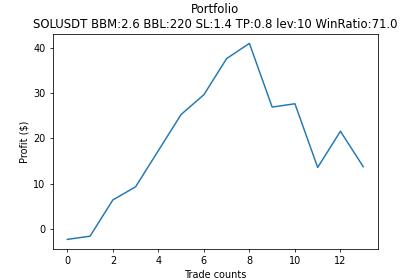 Portfolio
SOLUSDT BBM:2.6 BBL:220 SL:1.4 TP:0.8 lev:10 WinRatio:71.0
40
30
20
10
0
Profit ($)
0 2 4 6 8 10 12
Trade counts